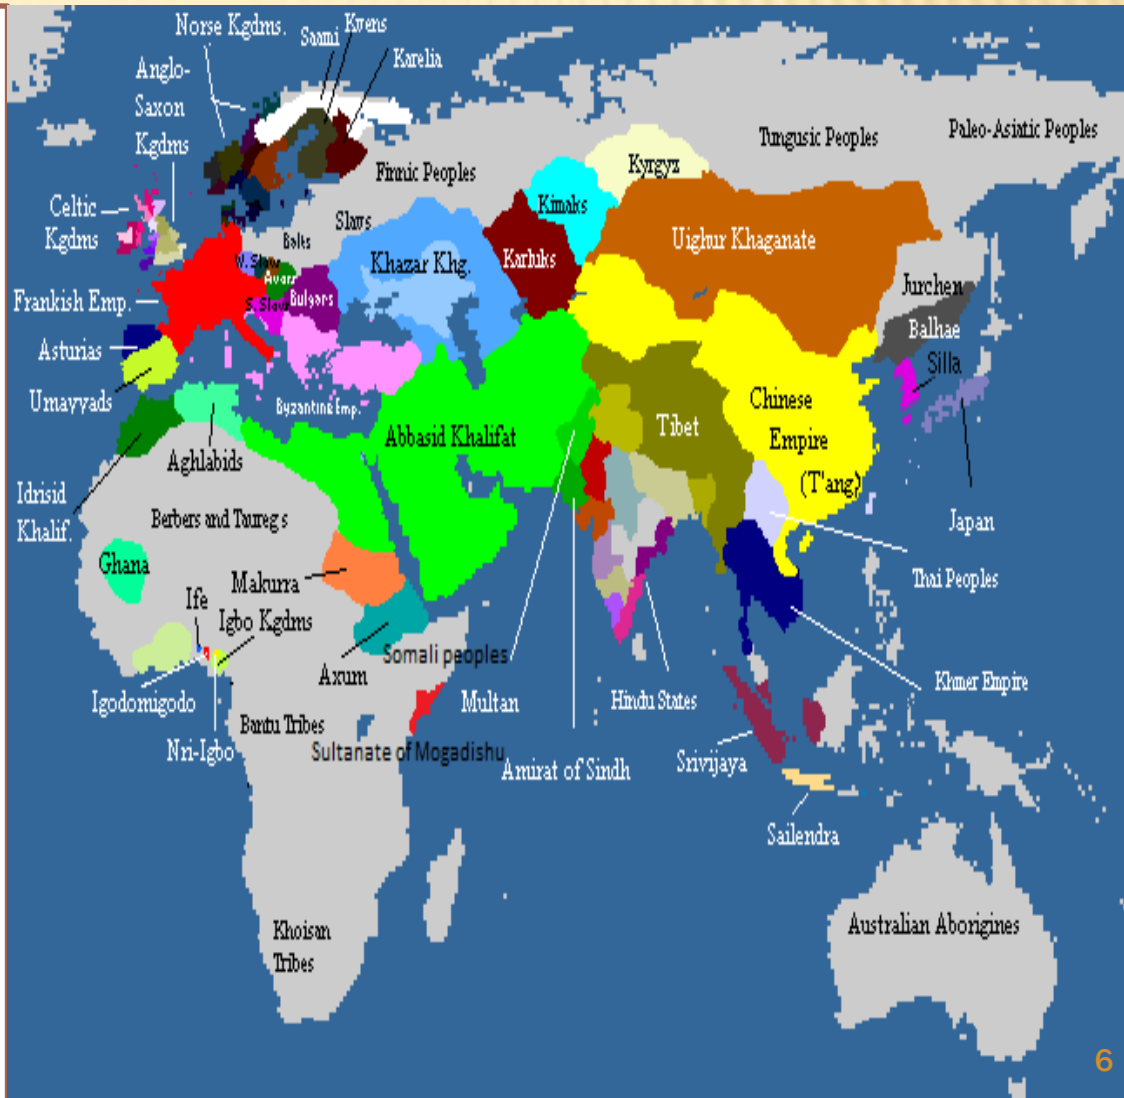 Norse Kgdms.
Saami
Kvens
Karelia
Anglo-
Saxon
Kgdms
Celtic
Kgdms
Finnic Peoples
Tungusic Peoples
Paleo-Asiatic Peoples
Kyrgyz
Kimaks
Slavs
Balts
Uighur Khaganate
W. Slavs
Avars
Khazar Khg.
Karluks
Jurchen
Frankish Emp.
S. Slavs
Bulgars
Balhae
Asturias
Silla
Umayyads
Byzantine Emp.
Chinese
Empire
(T'ang)
Tibet
Abbasid Khalifat
Aghlabids
Idrisid
Khalif.
Berbers and Tauregs
Japan
Ghana
Makurra
Thai Peoples
Ife
Igbo Kgdms
Somali peoples
Axum
Igodomigodo
Multan
Hindu States
Khmer Empire
Bantu Tribes
Nri-Igbo
Sultanate of Mogadishu
Amirat of Sindh
Srivijaya
Sailendra
Khoisan
Tribes
Australian Aborigines
6